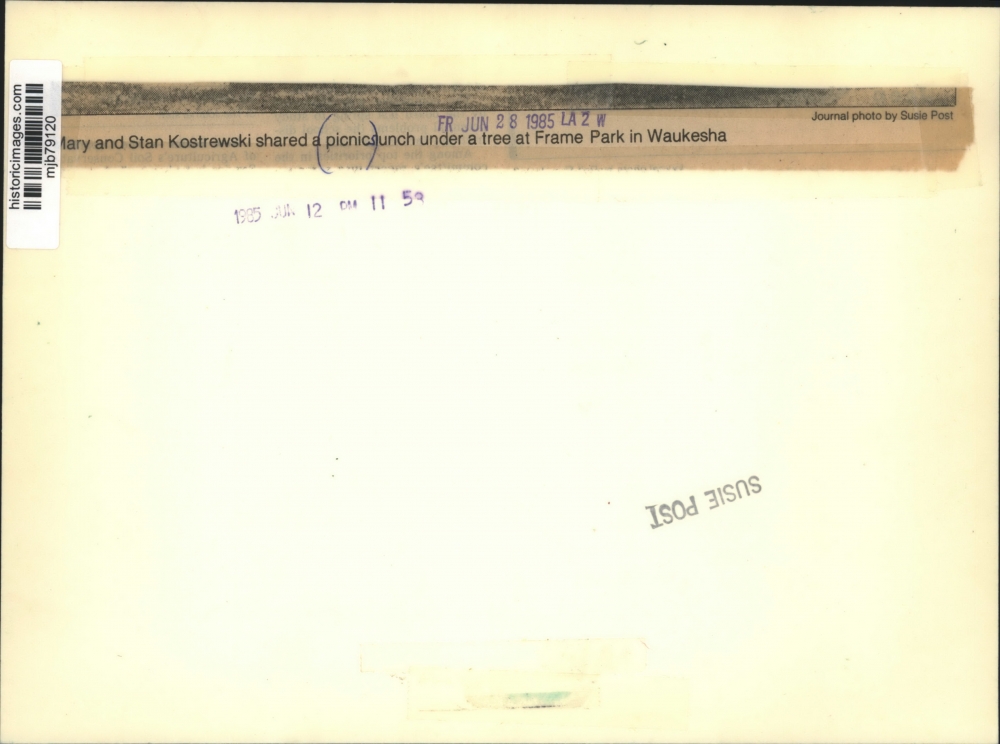 historicimages.com
mjb79120
Journal photo by Susie Post
FR JUN 28 1985 LA 2 W
Mary and Stan Kostrewski shared a picnic lunch under a tree at Frame Park in Waukesha
1985 JUN 12 PM 11 59
SUSIE POST